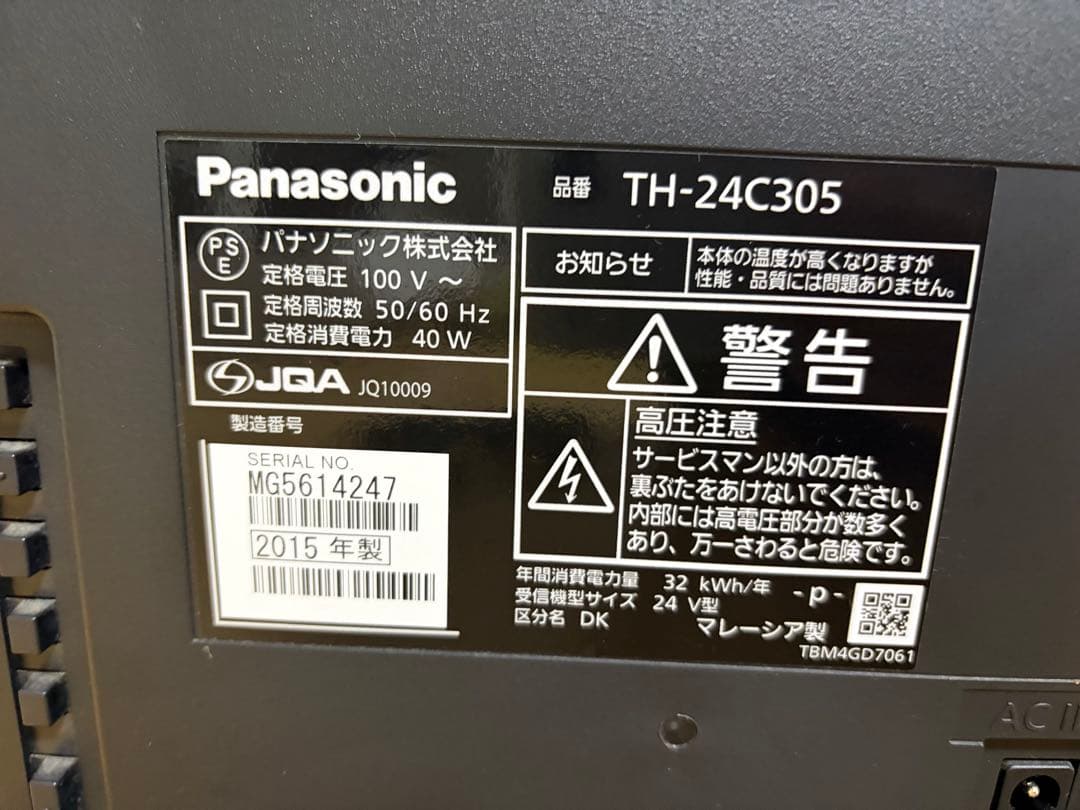 Panasonic
品番 TH-24C305
PSE
パナソニック株式会社
定格電圧 100 V ～
定格周波数 50/60 Hz
定格消費電力 40 W
JQA JQ10009
製造番号
SERIAL NO.
MG5614247
2015 年製
お知らせ
本体の温度が高くなりますが
性能・品質には問題ありません。
警告
高圧注意
サービスマン以外の方は、
裏ぶたをあけないでください。
内部には高電圧部分が数多く
あり、万一さわると危険です。
年間消費電力量 32 kWh/年
受信機型サイズ 24 V型
区分名 DK
-p-
マレーシア製
TBM4GD7061